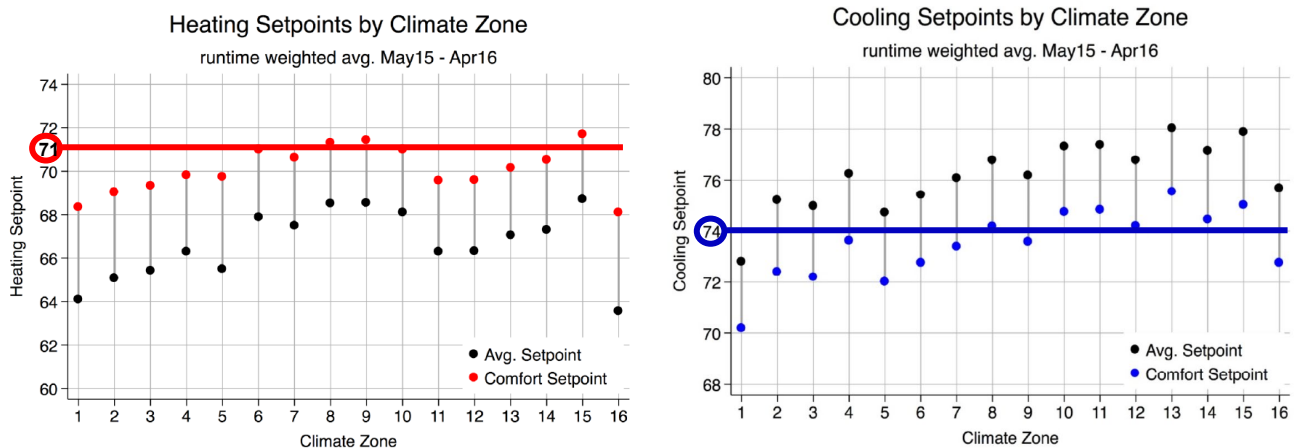 Heating Setpoints by Climate Zone
runtime weighted avg. May15 - Apr16
Heating Setpoint
74
72
71
70
68
66
64
62
60
Avg. Setpoint
Comfort Setpoint
1 2 3 4 5 6 7 8 9 10 11 12 13 14 15 16
Climate Zone
Cooling Setpoints by Climate Zone
runtime weighted avg. May15 - Apr16
Cooling Setpoint
80
78
76
74
72
70
68
Avg. Setpoint
Comfort Setpoint
1 2 3 4 5 6 7 8 9 10 11 12 13 14 15 16
Climate Zone